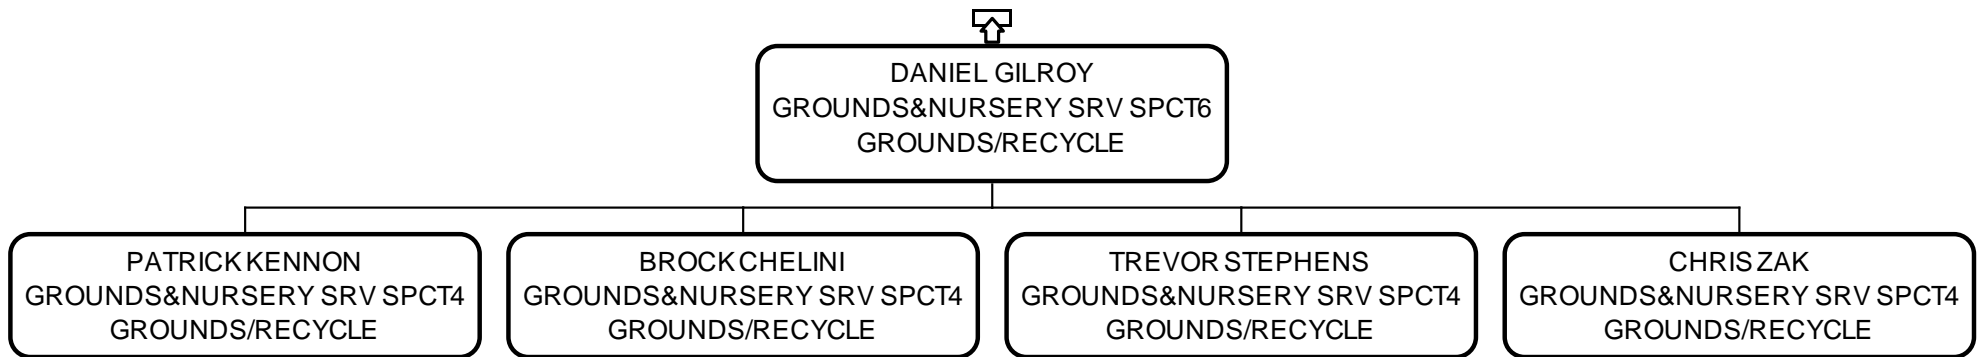 DANIEL GILROY
GROUNDS&NURSERY SRV SPCT6
GROUNDS/RECYCLE
PATRICK KENNON
GROUNDS&NURSERY SRV SPCT4
GROUNDS/RECYCLE
BROCK CHELINI
GROUNDS&NURSERY SRV SPCT4
GROUNDS/RECYCLE
TREVOR STEPHENS
GROUNDS&NURSERY SRV SPCT4
GROUNDS/RECYCLE
CHRIS ZAK
GROUNDS&NURSERY SRV SPCT4
GROUNDS/RECYCLE